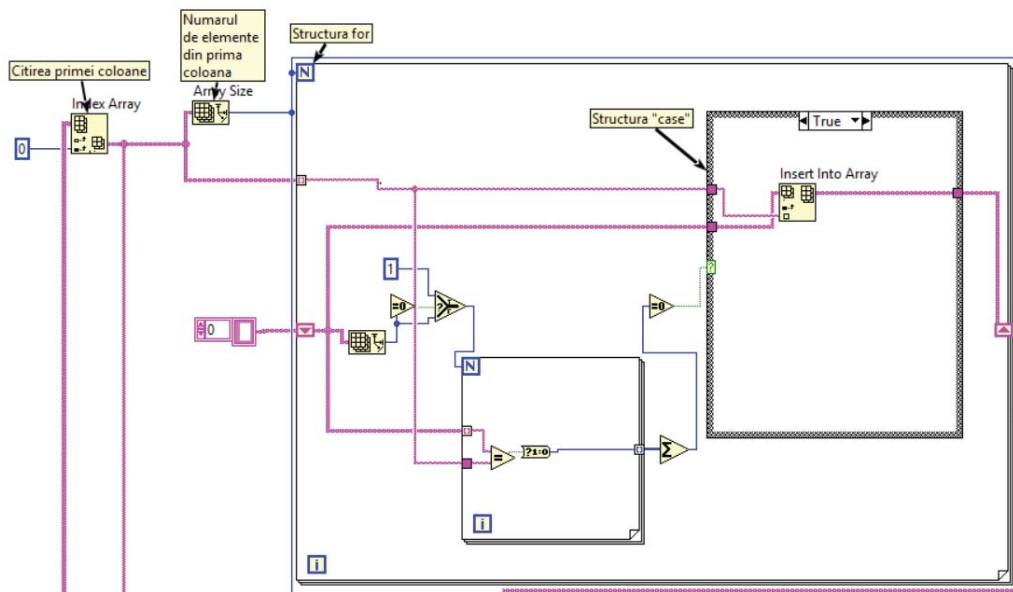 Numarul
de elemente
din prima
coloana
Structura for
Citirea primei coloane
Index Array
Array Size
0
N
Structura "case"
True
Insert Into Array
1
?
=0
=0
0
N
=
?1:0
Σ
i
i